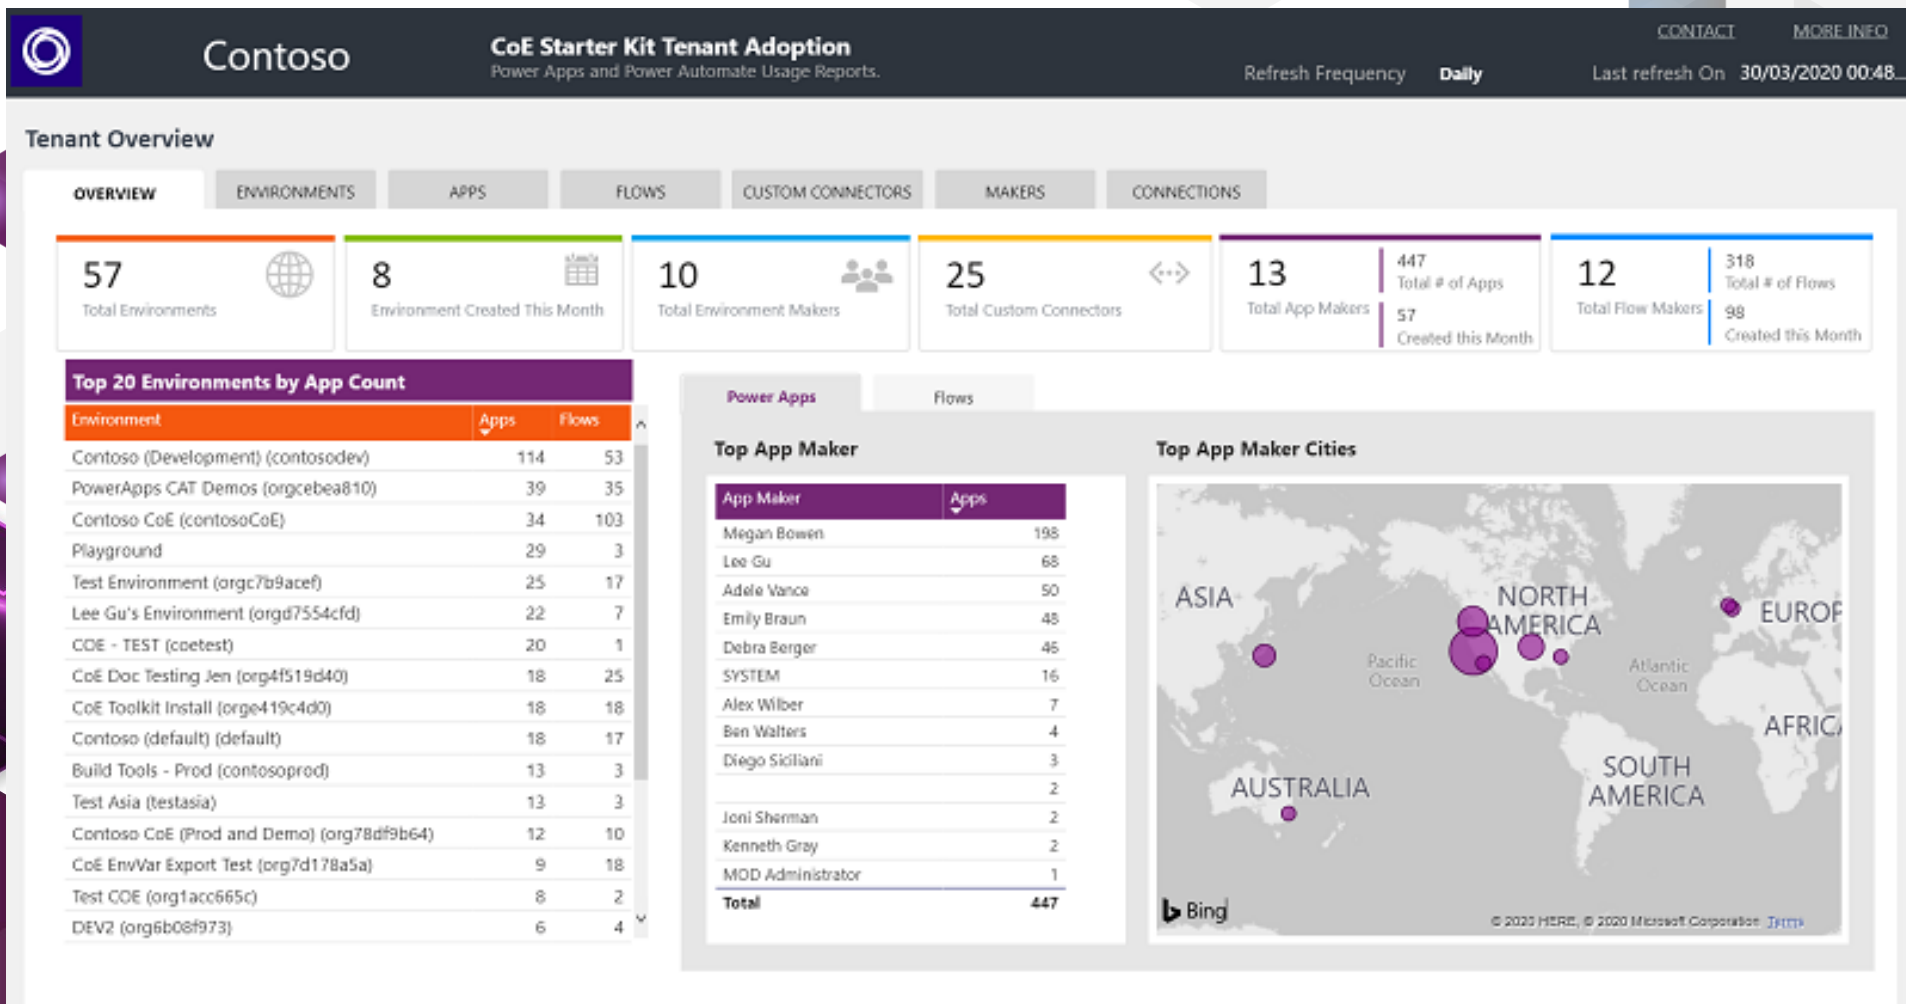 Contoso
CoE Starter Kit Tenant Adoption
Power Apps and Power Automate Usage Reports.
CONTACT MORE INFO
Refresh Frequency Daily Last refresh On 30/03/2020 00:48...
Tenant Overview
OVERVIEW ENVIRONMENTS APPS FLOWS CUSTOM CONNECTORS MAKERS CONNECTIONS
57
Total Environments
8
Environment Created This Month
10
Total Environment Makers
25
Total Custom Connectors
13
Total App Makers
447
Total # of Apps
57
Created this Month
12
Total Flow Makers
318
Total # of Flows
98
Created this Month
Top 20 Environments by App Count
Environment Apps Flows
Contoso (Development) (contosodev) 114 53
PowerApps CAT Demos (orgcebea810) 39 35
Contoso CoE (contosoCoE) 34 103
Playground 29 3
Test Environment (orgc7b9acef) 25 17
Lee Gu's Environment (orgd7554cfd) 22 7
COE - TEST (coetest) 20 1
CoE Doc Testing Jen (org4f519d40) 18 25
CoE Toolkit Install (orge419c4d0) 18 18
Contoso (default) (default) 18 17
Build Tools - Prod (contosoprod) 13 3
Test Asia (testasia) 13 3
Contoso CoE (Prod and Demo) (org78df9b64) 12 10
CoE EnvVar Export Test (org7d178a5a) 9 18
Test COE (org1acc665c) 8 2
DEV2 (org6b08f973) 6 4
Power Apps Flows
Top App Maker
App Maker Apps
Megan Bowen 198
Lee Gu 68
Adele Vance 50
Emily Braun 48
Debra Berger 46
SYSTEM 16
Alex Wilber 7
Ben Walters 4
Diego Siciliani 3
2
Joni Sherman 2
Kenneth Gray 2
MOD Administrator 1
Total 447
Top App Maker Cities
ASIA
NORTH
AMERICA
EUROP
Pacific
Ocean
Atlantic
Ocean
AFRICA
AUSTRALIA
SOUTH
AMERICA
Bing
© 2020 HERE, © 2020 Microsoft Corporation Terms